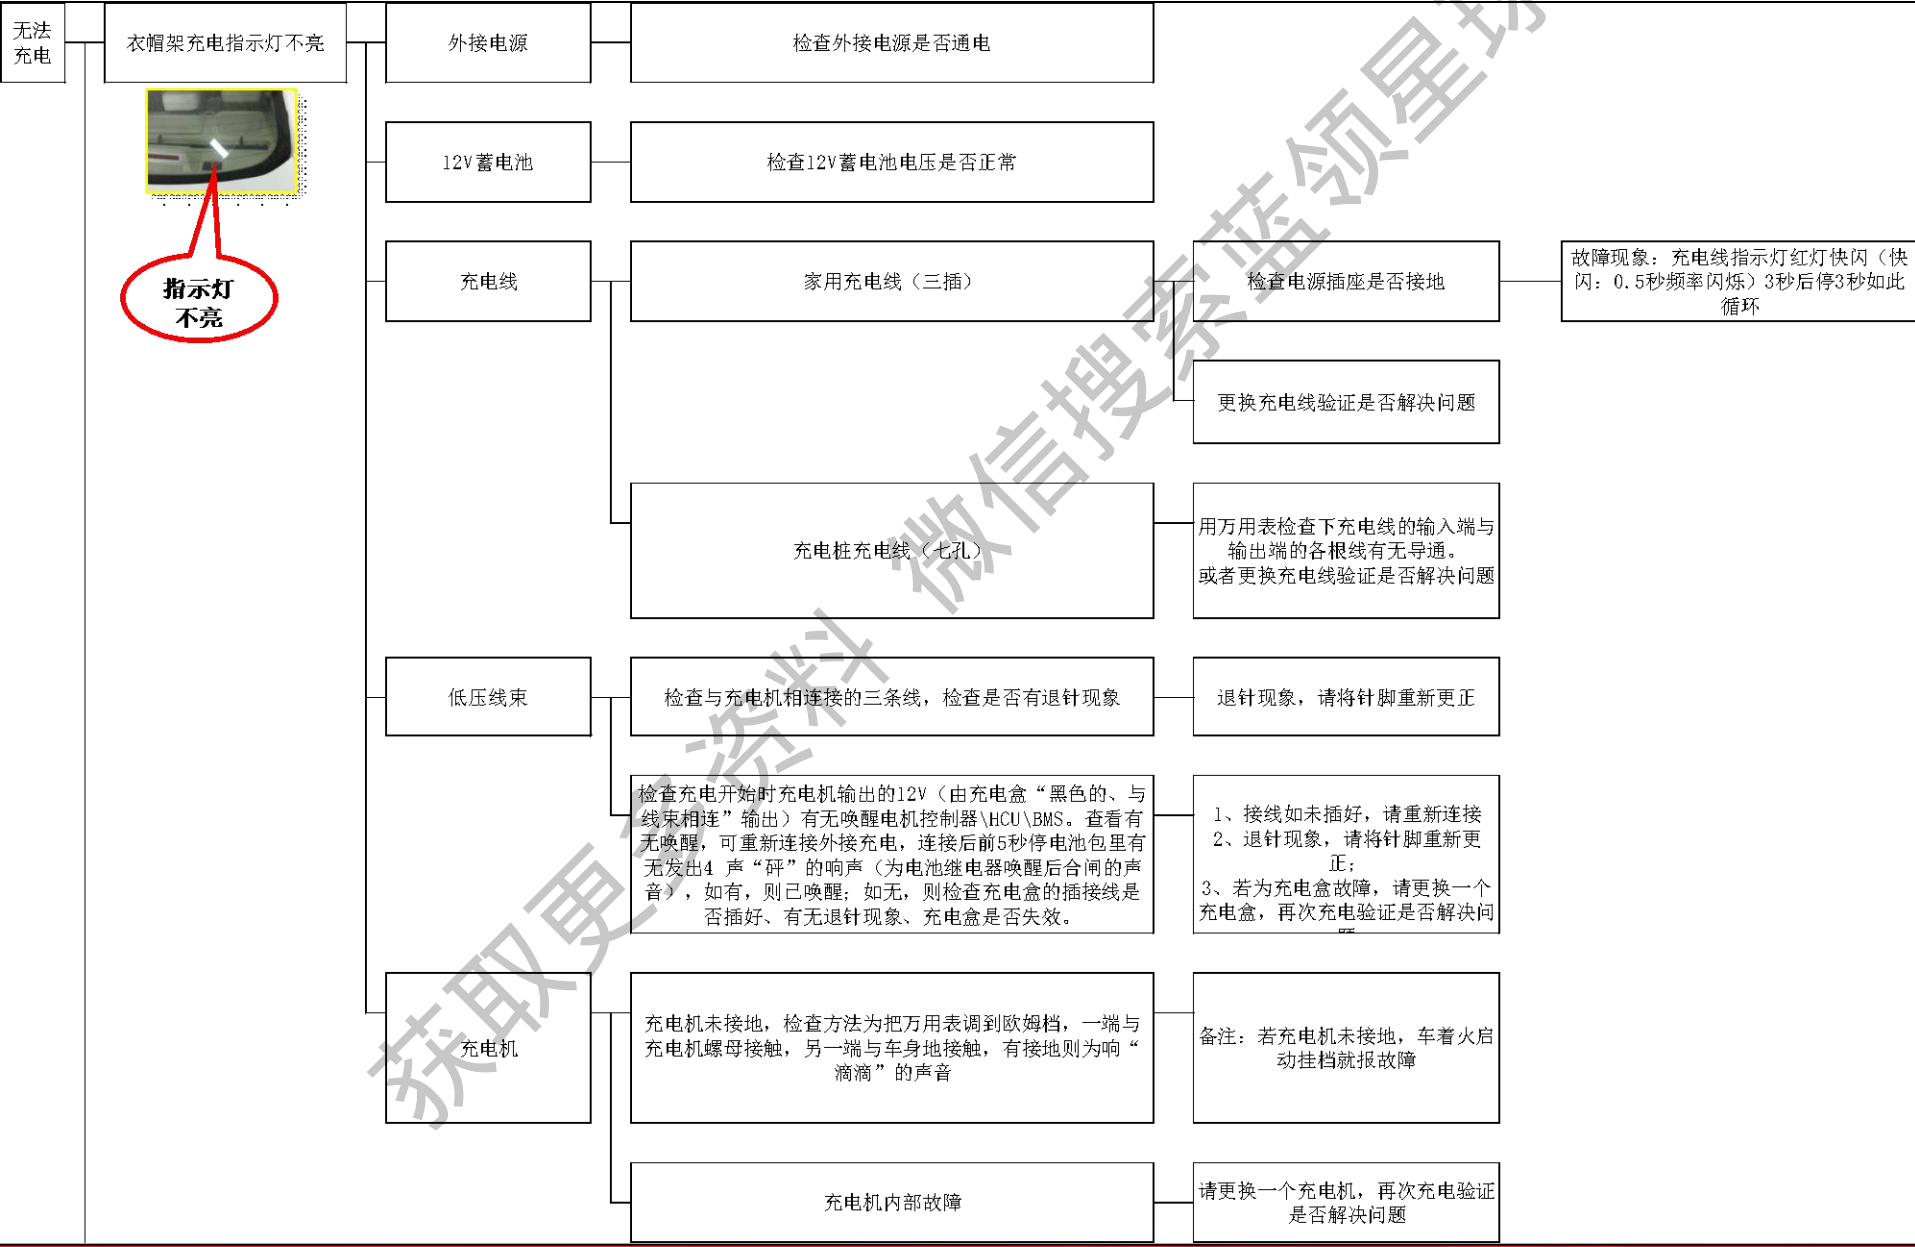 无法
充电
衣帽架充电指示灯不亮
指示灯
不亮
外接电源
检查外接电源是否通电
12V蓄电池
检查12V蓄电池电压是否正常
充电线
家用充电线（三插）
检查电源插座是否接地
故障现象：充电线指示灯红灯快闪（快
闪：0.5秒频率闪烁）3秒后停3秒如此
循环
更换充电线验证是否解决问题
充电桩充电线（七孔）
用万用表检查下充电线的输入端与
输出端的各根线有无导通。
或者更换充电线验证是否解决问题
低压线束
检查与充电机相连接的三条线，检查是否有退针现象
退针现象，请将针脚重新更正
检查充电开始时充电机输出的12V（由充电盒“黑色的、与
线束相连”输出）有无唤醒电机控制器\HCU\BMS。查看有
无唤醒，可重新连接外接充电，连接后前5秒停电池包里有
无发出4 声“砰”的响声（为电池继电器唤醒后合闸的声
音），如有，则已唤醒；如无，则检查充电盒的插接线是
否插好、有无退针现象、充电盒是否失效。
1、接线如未插好，请重新连接
2、退针现象，请将针脚重新更
正；
3、若为充电盒故障，请更换一个
充电盒，再次充电验证是否解决问
充电机
充电机未接地，检查方法为把万用表调到欧姆档，一端与
充电机螺母接触，另一端与车身地接触，有接地则为响“
滴滴”的声音
备注：若充电机未接地，车着火启
动挂档就报故障
充电机内部故障
请更换一个充电机，再次充电验证
是否解决问题
获取更多资料 微信搜索蓝领星球